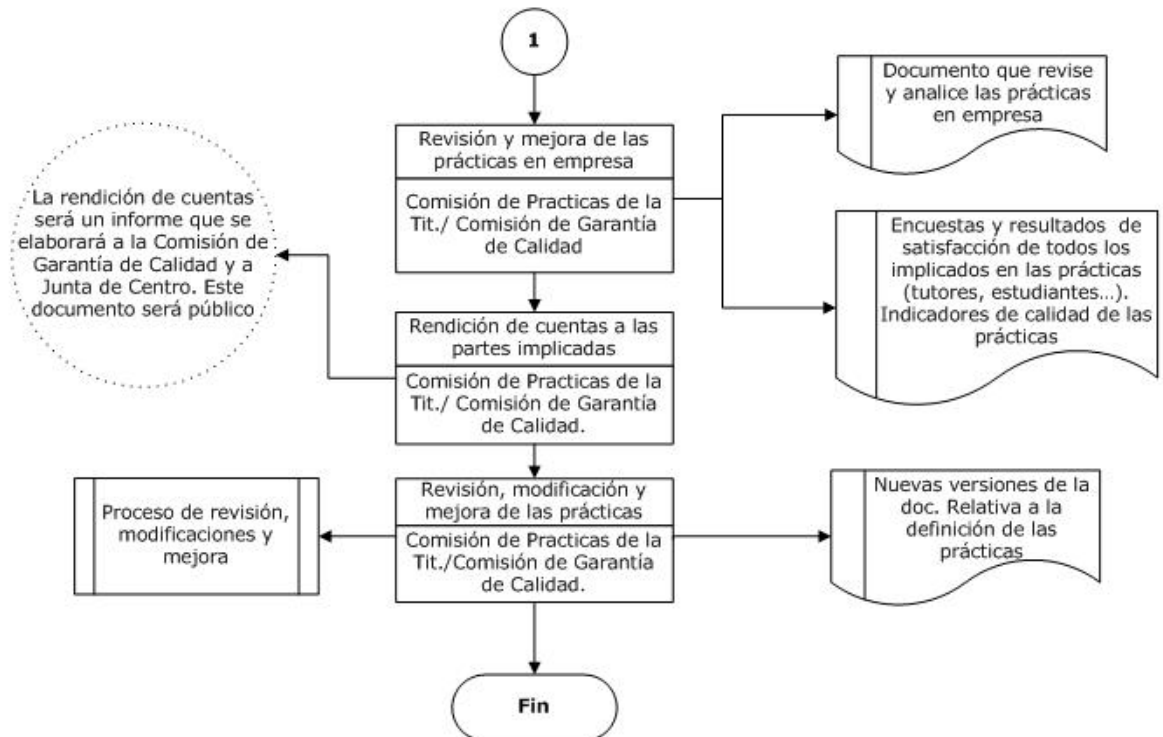 1
Documento que revise
y analice las prácticas
en empresa
Revisión y mejora de las
prácticas en empresa
Comisión de Practicas de la
Tit./ Comisión de Garantía
de Calidad
La rendición de cuentas
será un informe que se
elaborará a la Comisión de
Garantía de Calidad y a
Junta de Centro. Este
documento será público
Encuestas y resultados de
satisfacción de todos los
implicados en las prácticas
(tutores, estudiantes...).
Indicadores de calidad de las
prácticas
Rendición de cuentas a las
partes implicadas
Comisión de Practicas de la
Tit./ Comisión de Garantía
de Calidad.
Revisión, modificación y
mejora de las prácticas
Comisión de Practicas de la
Tit./Comisión de Garantía
de Calidad.
Proceso de revisión,
modificaciones y
mejora
Nuevas versiones de la
doc. Relativa a la
definición de las
prácticas
Fin